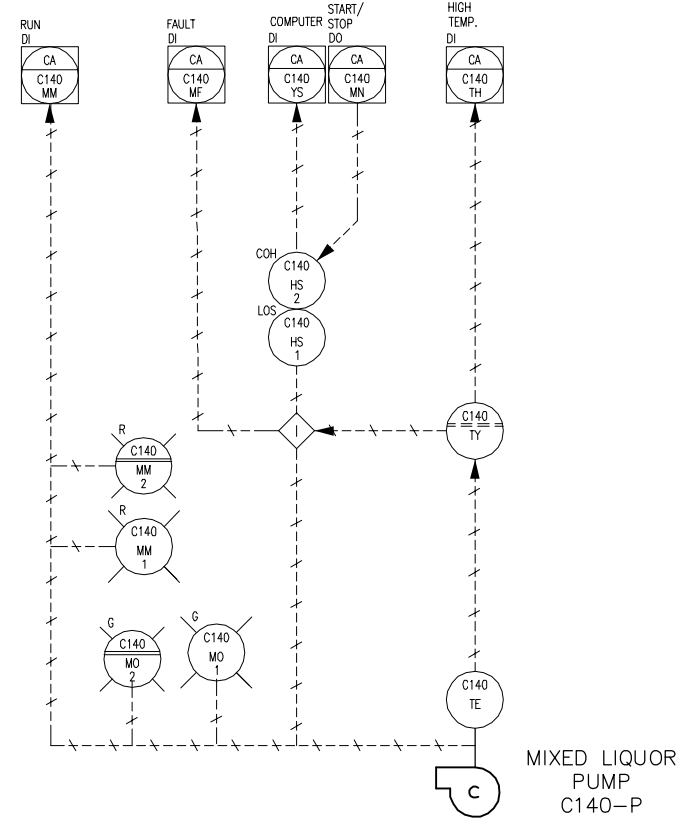 RUN
DI
FAULT
DI
COMPUTER
DI
START/
STOP
DO
HIGH
TEMP.
DI
CA
C140
MM
CA
C140
MF
CA
C140
YS
CA
C140
MN
CA
C140
TH
COH
C140
HS
2
LOS
C140
HS
1
I
C140
TY
R
C140
MM
2
R
C140
MM
1
G
C140
MO
2
G
C140
MO
1
C140
TE
C
MIXED LIQUOR
PUMP
C140-P